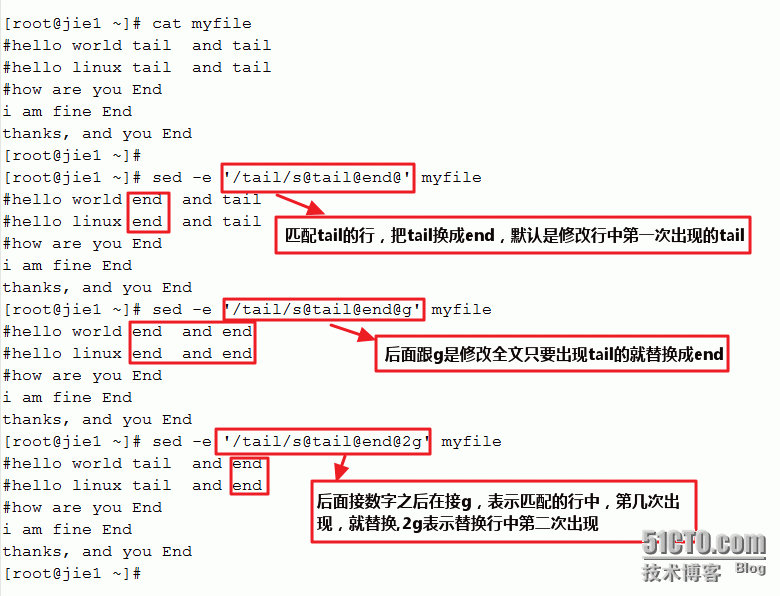 [root@jie1 ~]# cat myfile
#hello world tail  and tail
#hello linux tail  and tail
#how are you End
i am fine End
thanks, and you End
[root@jie1 ~]#
[root@jie1 ~]# sed -e '/tail/s@tail@end@' myfile
#hello world end  and tail
#hello linux end  and tail
匹配tail的行，把tail换成end，默认是修改行中第一次出现的tail
#how are you End
i am fine End
thanks, and you End
[root@jie1 ~]# sed -e '/tail/s@tail@end@g' myfile
#hello world end  and end
#hello linux end  and end
后面跟g是修改全文只要出现tail的就替换成end
#how are you End
i am fine End
thanks, and you End
[root@jie1 ~]# sed -e '/tail/s@tail@end@2g' myfile
#hello world tail  and end
#hello linux tail  and end
后面接数字之后在接g，表示匹配的行中，第几次出
现，就替换,2g表示替换行中第二次出现
#how are you End
i am fine End
thanks, and you End
[root@jie1 ~]#
51CTO.com
技术博客 Blog